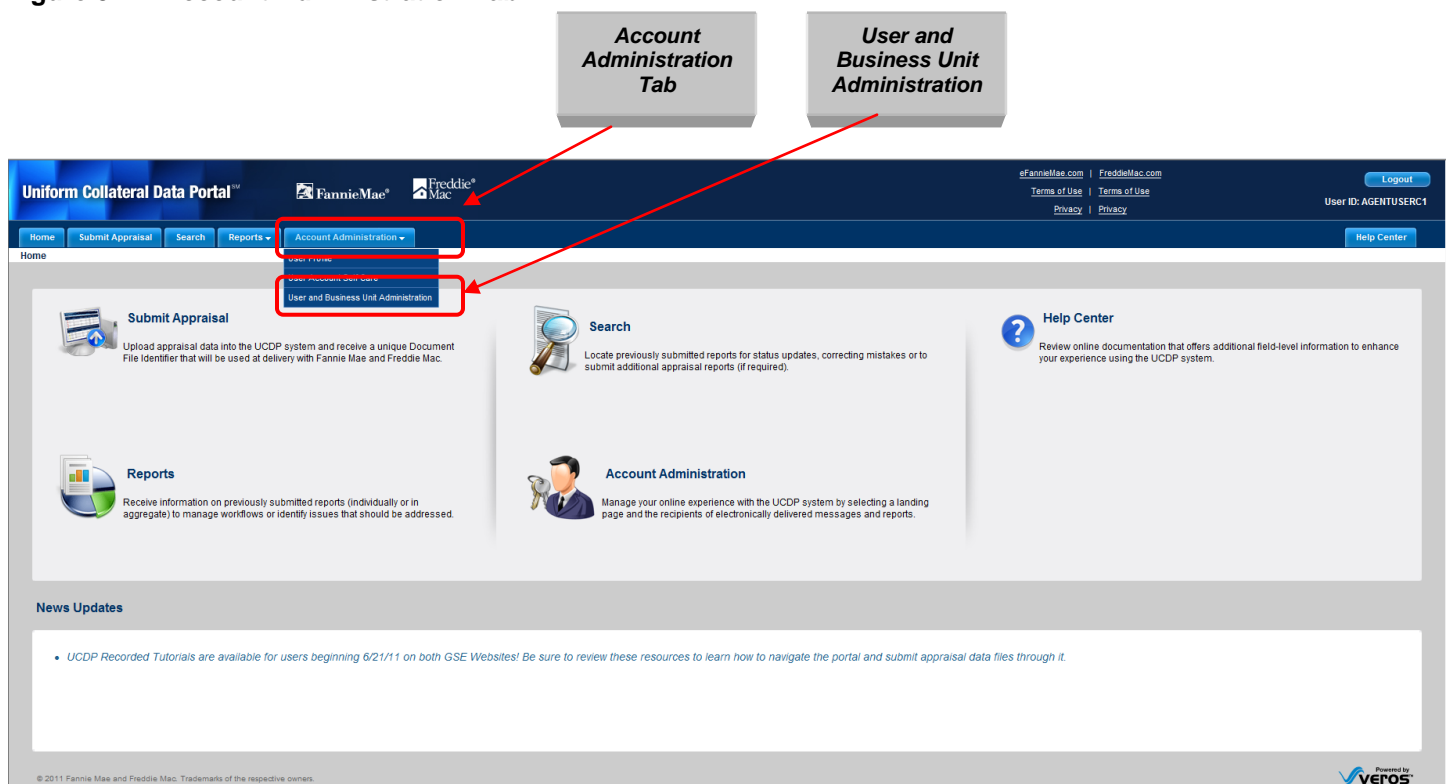 Account
Administration
Tab
User and
Business Unit
Administration
Uniform Collateral Data Portal℠
FannieMae®
Freddie®
Mac
eFannieMae.com | FreddieMac.com
Terms of Use | Terms of Use
Privacy | Privacy
Logout
User ID: AGENTUSERC1
Home
Submit Appraisal
Search
Reports
Account Administration
Help Center
Home
User Profile
User Account Self Care
User and Business Unit Administration
Submit Appraisal
Upload appraisal data into the UCDP system and receive a unique Document
File Identifier that will be used at delivery with Fannie Mae and Freddie Mac.
Search
Locate previously submitted reports for status updates, correcting mistakes or to
submit additional appraisal reports (if required).
Help Center
Review online documentation that offers additional field-level information to enhance
your experience using the UCDP system.
Reports
Receive information on previously submitted reports (individually or in
aggregate) to manage workflows or identify issues that should be addressed.
Account Administration
Manage your online experience with the UCDP system by selecting a landing
page and the recipients of electronically delivered messages and reports.
News Updates
• UCDP Recorded Tutorials are available for users beginning 6/21/11 on both GSE Websites! Be sure to review these resources to learn how to navigate the portal and submit appraisal data files through it.
© 2011 Fannie Mae and Freddie Mac. Trademarks of the respective owners.
Powered by
veros